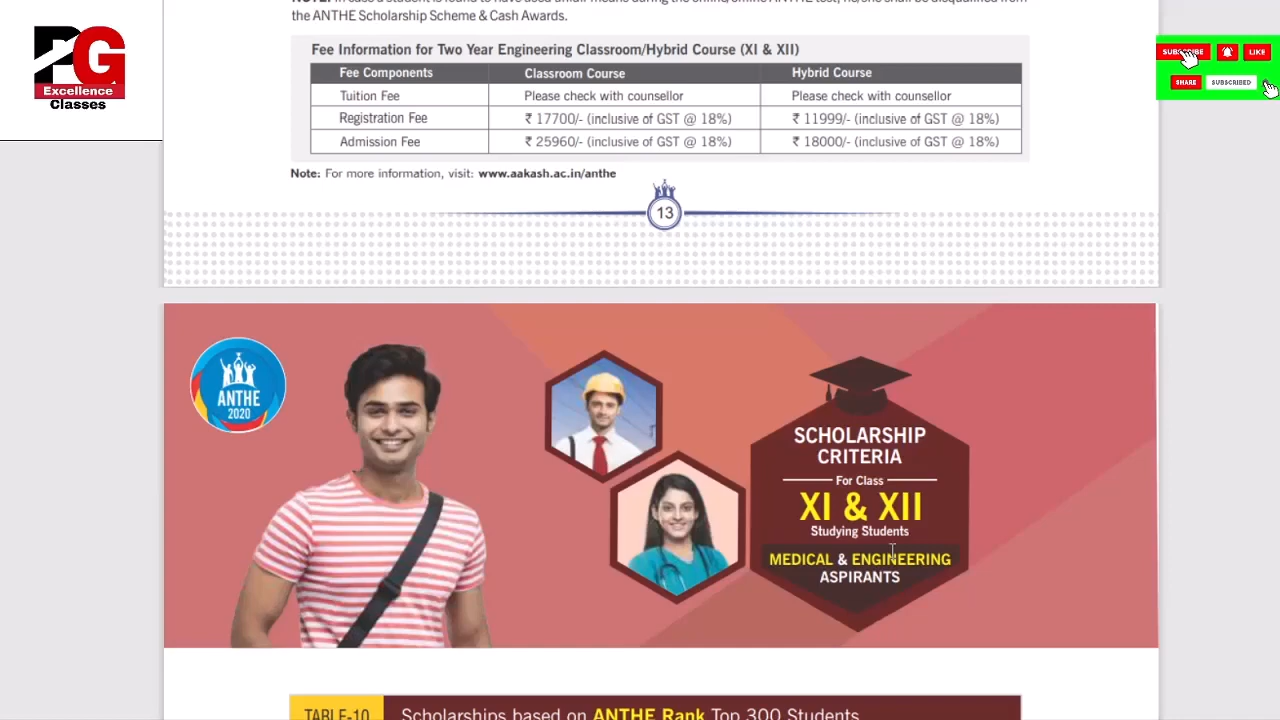 PG
Excellence
Classes
SUBSCRIBE
LIKE
SHARE
SUBSCRIBED
the ANTHE Scholarship Scheme & Cash Awards.
Fee Information for Two Year Engineering Classroom/Hybrid Course (XI & XII)
Fee Components Classroom Course Hybrid Course
Tuition Fee Please check with counsellor Please check with counsellor
Registration Fee ₹ 17700/- (inclusive of GST @ 18%) ₹ 11999/- (inclusive of GST @ 18%)
Admission Fee ₹ 25960/- (inclusive of GST @ 18%) ₹ 18000/- (inclusive of GST @ 18%)
Note: For more information, visit: www.aakash.ac.in/anthe
13
ANTHE
2020
SCHOLARSHIP
CRITERIA
For Class
XI & XII
Studying Students
MEDICAL & ENGINEERING
ASPIRANTS
TABLE-10 Scholarships based on ANTHE Rank Top 300 Students